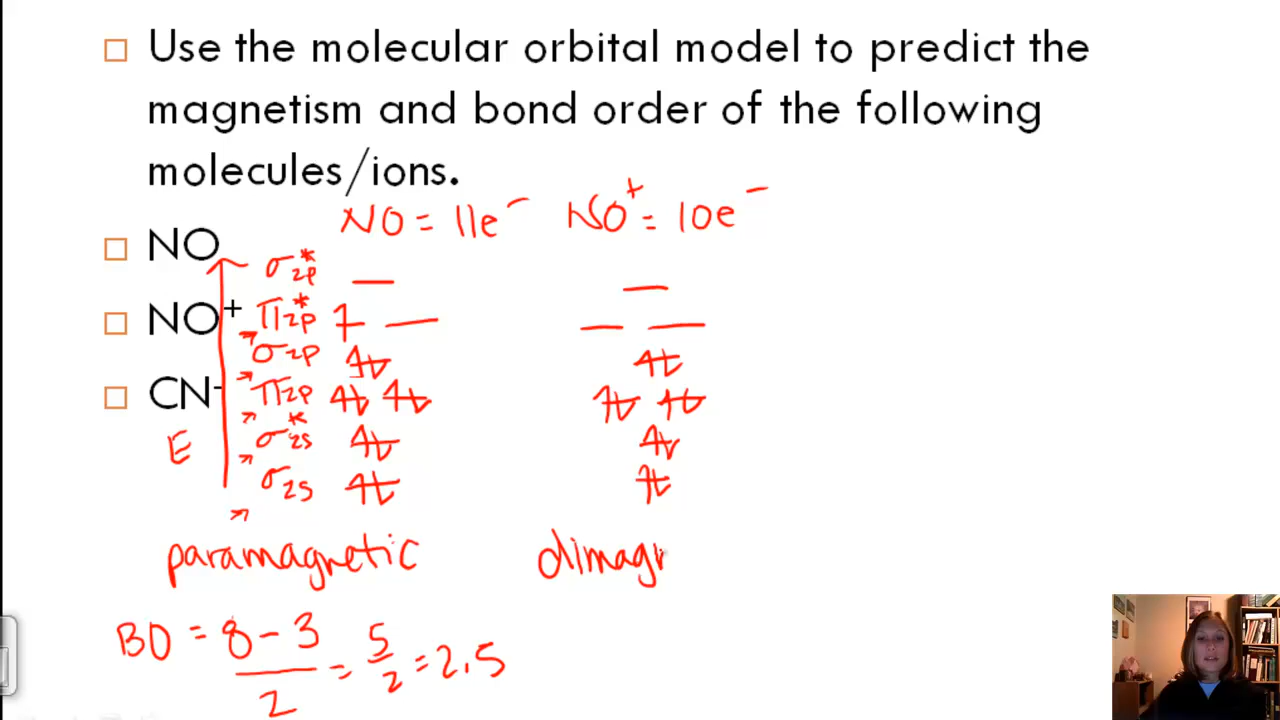 Use the molecular orbital model to predict the
magnetism and bond order of the following
molecules/ions.
NO = 11e⁻ NO⁺ = 10e⁻
NO
σ*2p
NO⁺
π*2p
σ2p
CN⁻
π2p
E
σ*2s
σ2s
paramagnetic dimagn
BO = 8 - 3 / 2 = 5/2 = 2.5